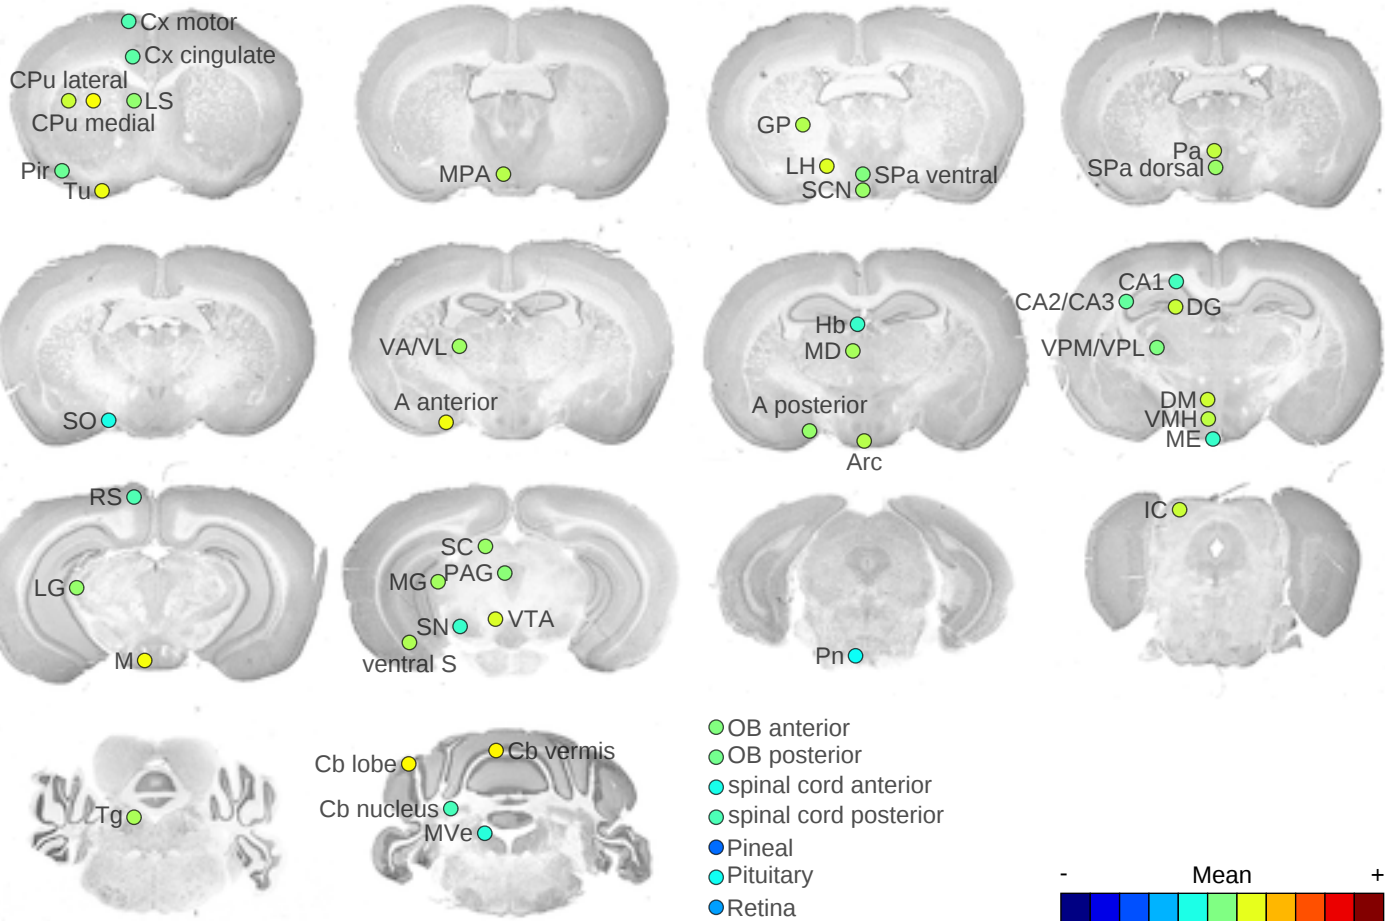 Cx motor
Cx cingulate
CPu lateral
LS
CPu medial
Pir
Tu
MPA
GP
LH
SPa ventral
SCN
Pa
SPa dorsal
SO
VA/VL
A anterior
Hb
MD
A posterior
Arc
CA1
CA2/CA3
DG
VPM/VPL
DM
VMH
ME
RS
LG
M
SC
PAG
MG
SN
VTA
ventral S
Pn
IC
Tg
Cb lobe
Cb vermis
Cb nucleus
MVe
OB anterior
OB posterior
spinal cord anterior
spinal cord posterior
Pineal
Pituitary
Retina
- Mean +